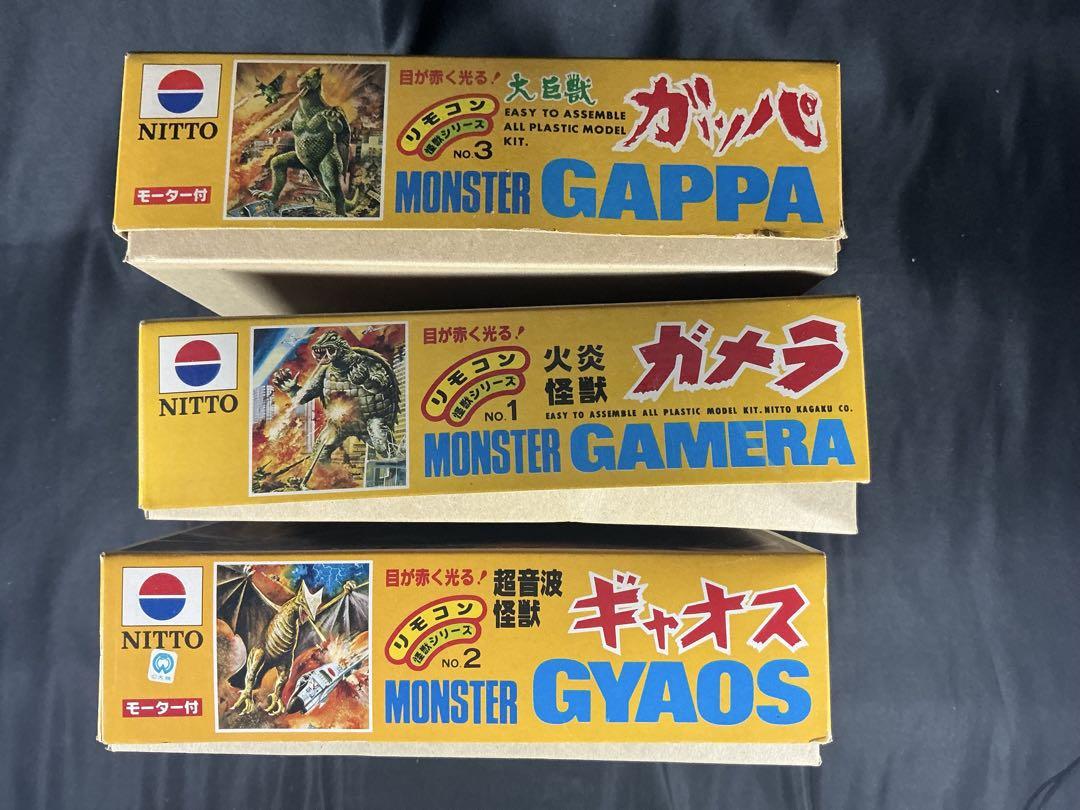 NITTO
モーター付
目が赤く光る!
リモコン
怪獣シリーズ
NO.3
大巨獣
EASY TO ASSEMBLE
ALL PLASTIC MODEL
KIT.
ガッパ
MONSTER GAPPA
NITTO
目が赤く光る!
リモコン
怪獣シリーズ
NO.1
火炎
怪獣
ガメラ
EASY TO ASSEMBLE ALL PLASTIC MODEL KIT. NITTO KAGAKU CO.
MONSTER GAMERA
NITTO
モーター付
目が赤く光る!
リモコン
怪獣シリーズ
NO.2
超音波
怪獣
ギャオス
MONSTER GYAOS